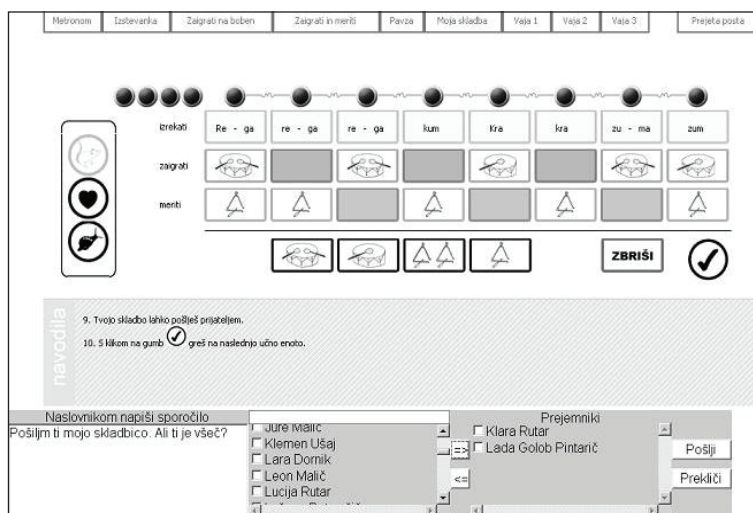 Metronom Izstevanka Zaigrati na boben Zaigrati in meriti Pavza Moja skladba Vaja 1 Vaja 2 Vaja 3 Prejeta posta
izrekati Re - ga re - ga re - ga kum Kra kra zu - ma zum
zaigrati
meriti
ZBRIŠI
navodila
9. Tvojo skladbo lahko pošlješ prijateljem.
10. S klikom na gumb greš na naslednjo učno enoto.
Naslovnikom napiši sporočilo Prejemniki
Pošiljm ti mojo skladbico. Ali ti je všeč?
Jure Malič
Klemen Ušaj
Lara Dornik
Leon Malič
Lucija Rutar
Klara Rutar
Lada Golob Pintarič
=>
<=
Pošlji
Prekliči